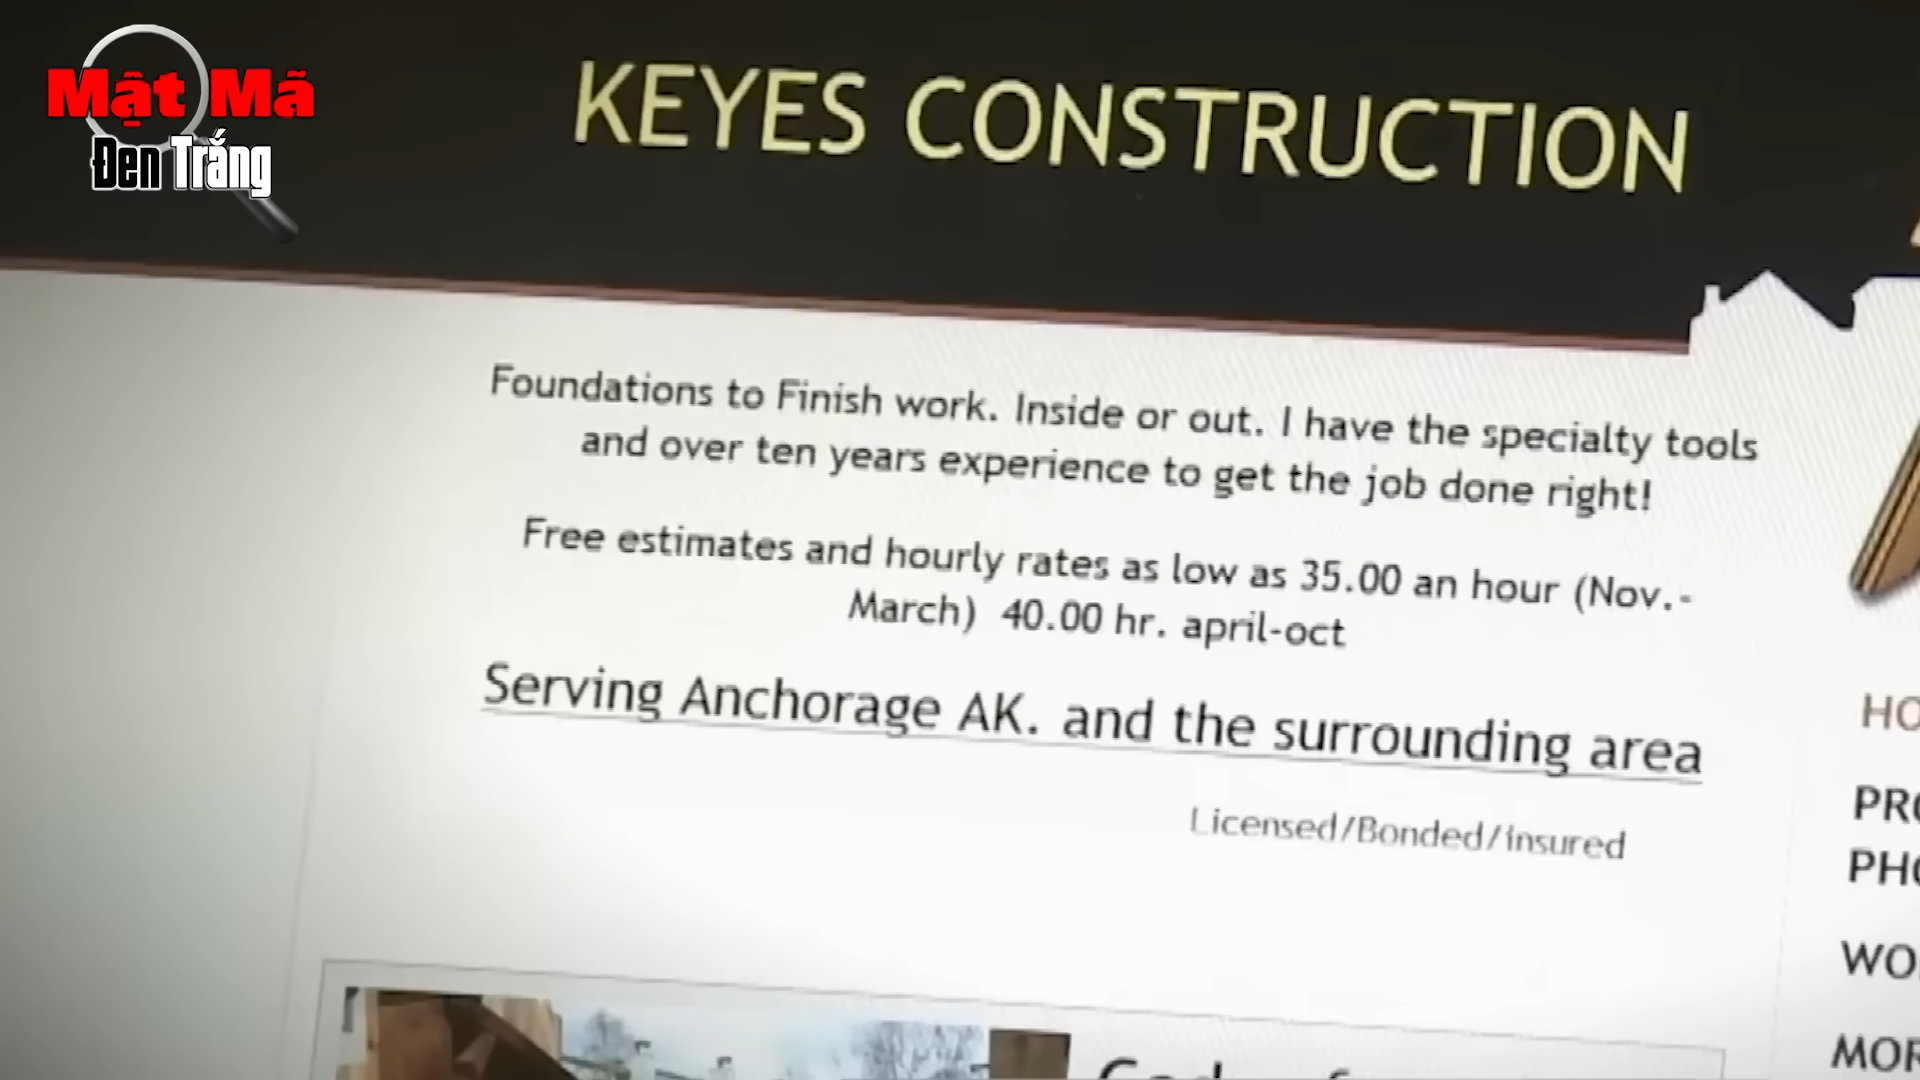 Mật Mã
Đen Trắng
KEYES CONSTRUCTION
Foundations to Finish work. Inside or out. I have the specialty tools
and over ten years experience to get the job done right!
Free estimates and hourly rates as low as 35.00 an hour (Nov.-
March) 40.00 hr. april-oct
Serving Anchorage AK. and the surrounding area
Licensed/Bonded/insured